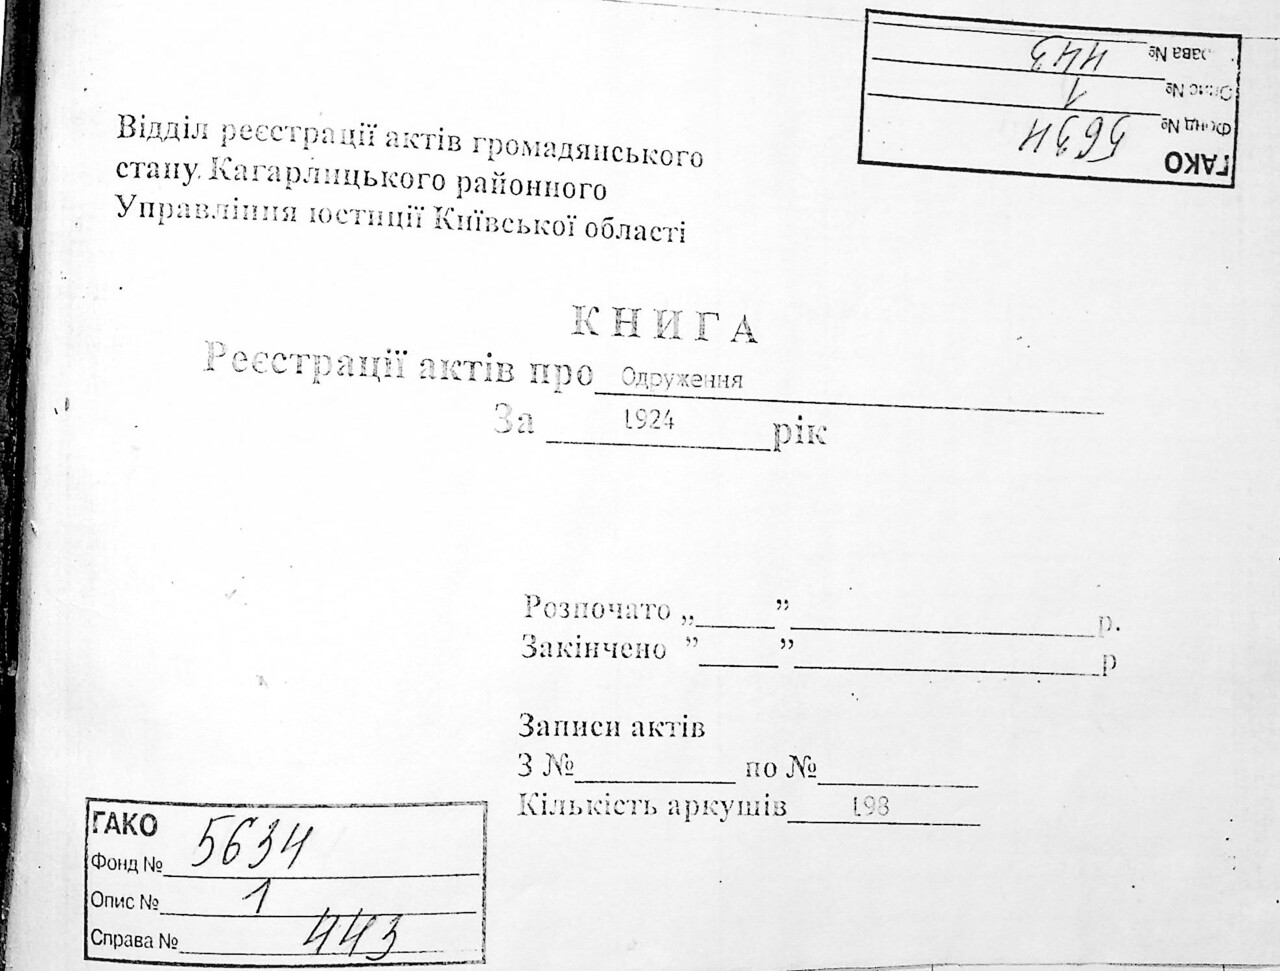 ГАКО
Фонд № 5634
Опис № 1
рава № 443
Відділ реєстрації актів громадянського
стану Кагарлицького районного
Управління юстиції Київської області
КНИГА
Реєстрації актів про Одруження
За 1924 рік
Розпочато „ ” р.
Закінчено ” ” р
Записи актів
З № по №
Кількість аркушів 198
ГАКО
Фонд № 5634
Опис № 1
Справа № 443